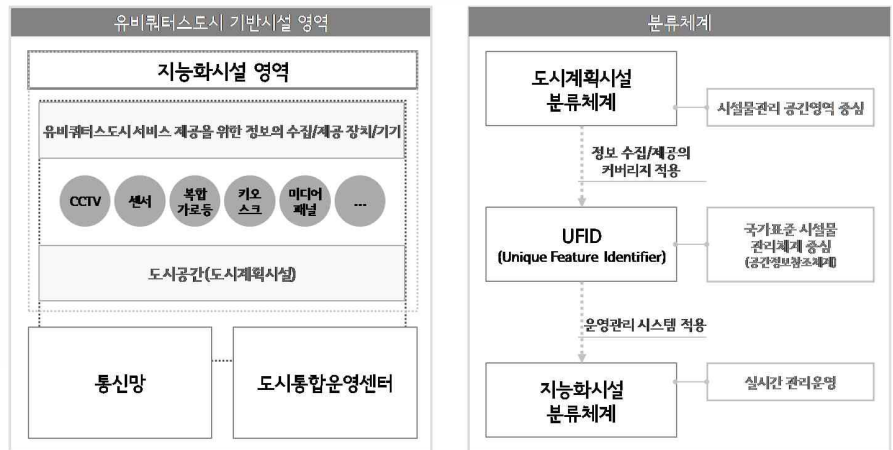 유비쿼터스도시 기반시설 영역
지능화시설 영역
유비쿼터스도시서비스 제공을 위한 정보의 수집/제공 장치/기기
CCTV
센서
복합
가로등
키오
스크
미디어
패널
...
도시공간(도시계획시설)
통신망
도시통합운영센터
분류체계
도시계획시설
분류체계
시설물관리 공간영역 중심
정보 수집/제공의
커버리지 적용
UFID
(Unique Feature Identifier)
국가표준 시설물
관리체계 중심
(공간정보참조체계)
운영관리 시스템 적용
지능화시설
분류체계
실시간 관리운영